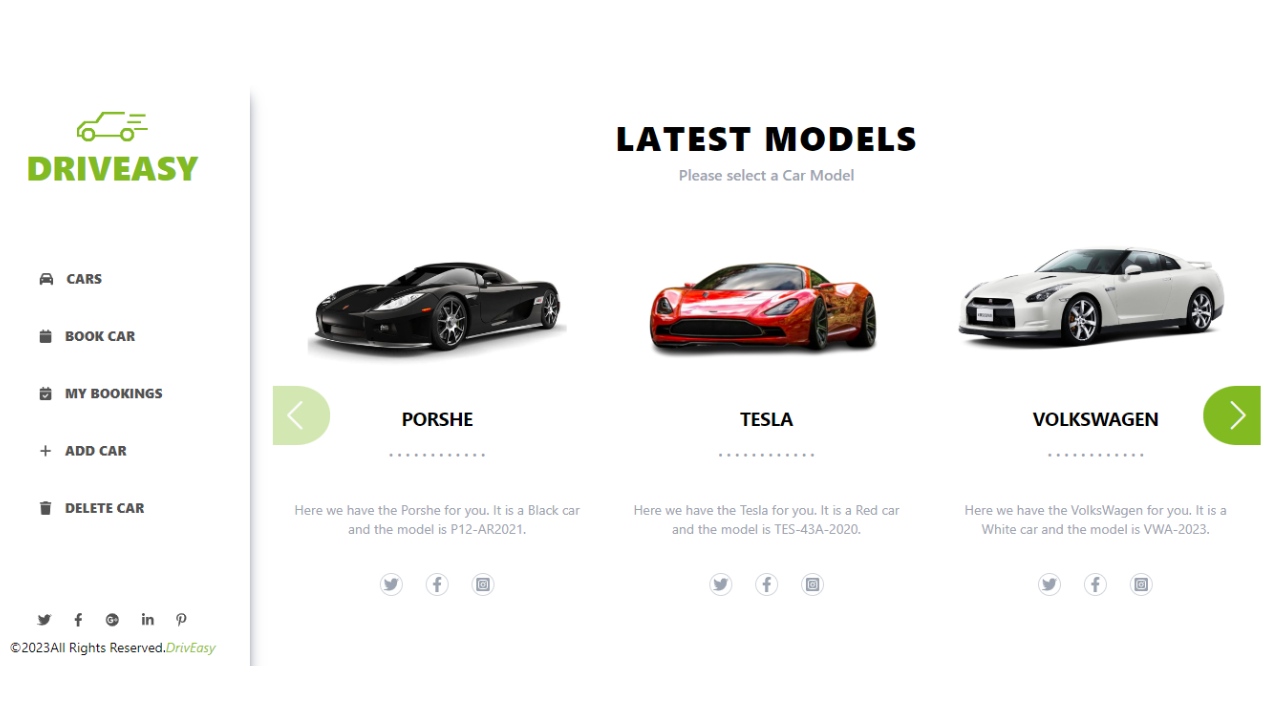 DRIVEASY
CARS
BOOK CAR
MY BOOKINGS
ADD CAR
DELETE CAR
©2023All Rights Reserved.DrivEasy
LATEST MODELS
Please select a Car Model
PORSHE
Here we have the Porshe for you. It is a Black car
and the model is P12-AR2021.
TESLA
Here we have the Tesla for you. It is a Red car
and the model is TES-43A-2020.
VOLKSWAGEN
Here we have the VolksWagen for you. It is a
White car and the model is VWA-2023.